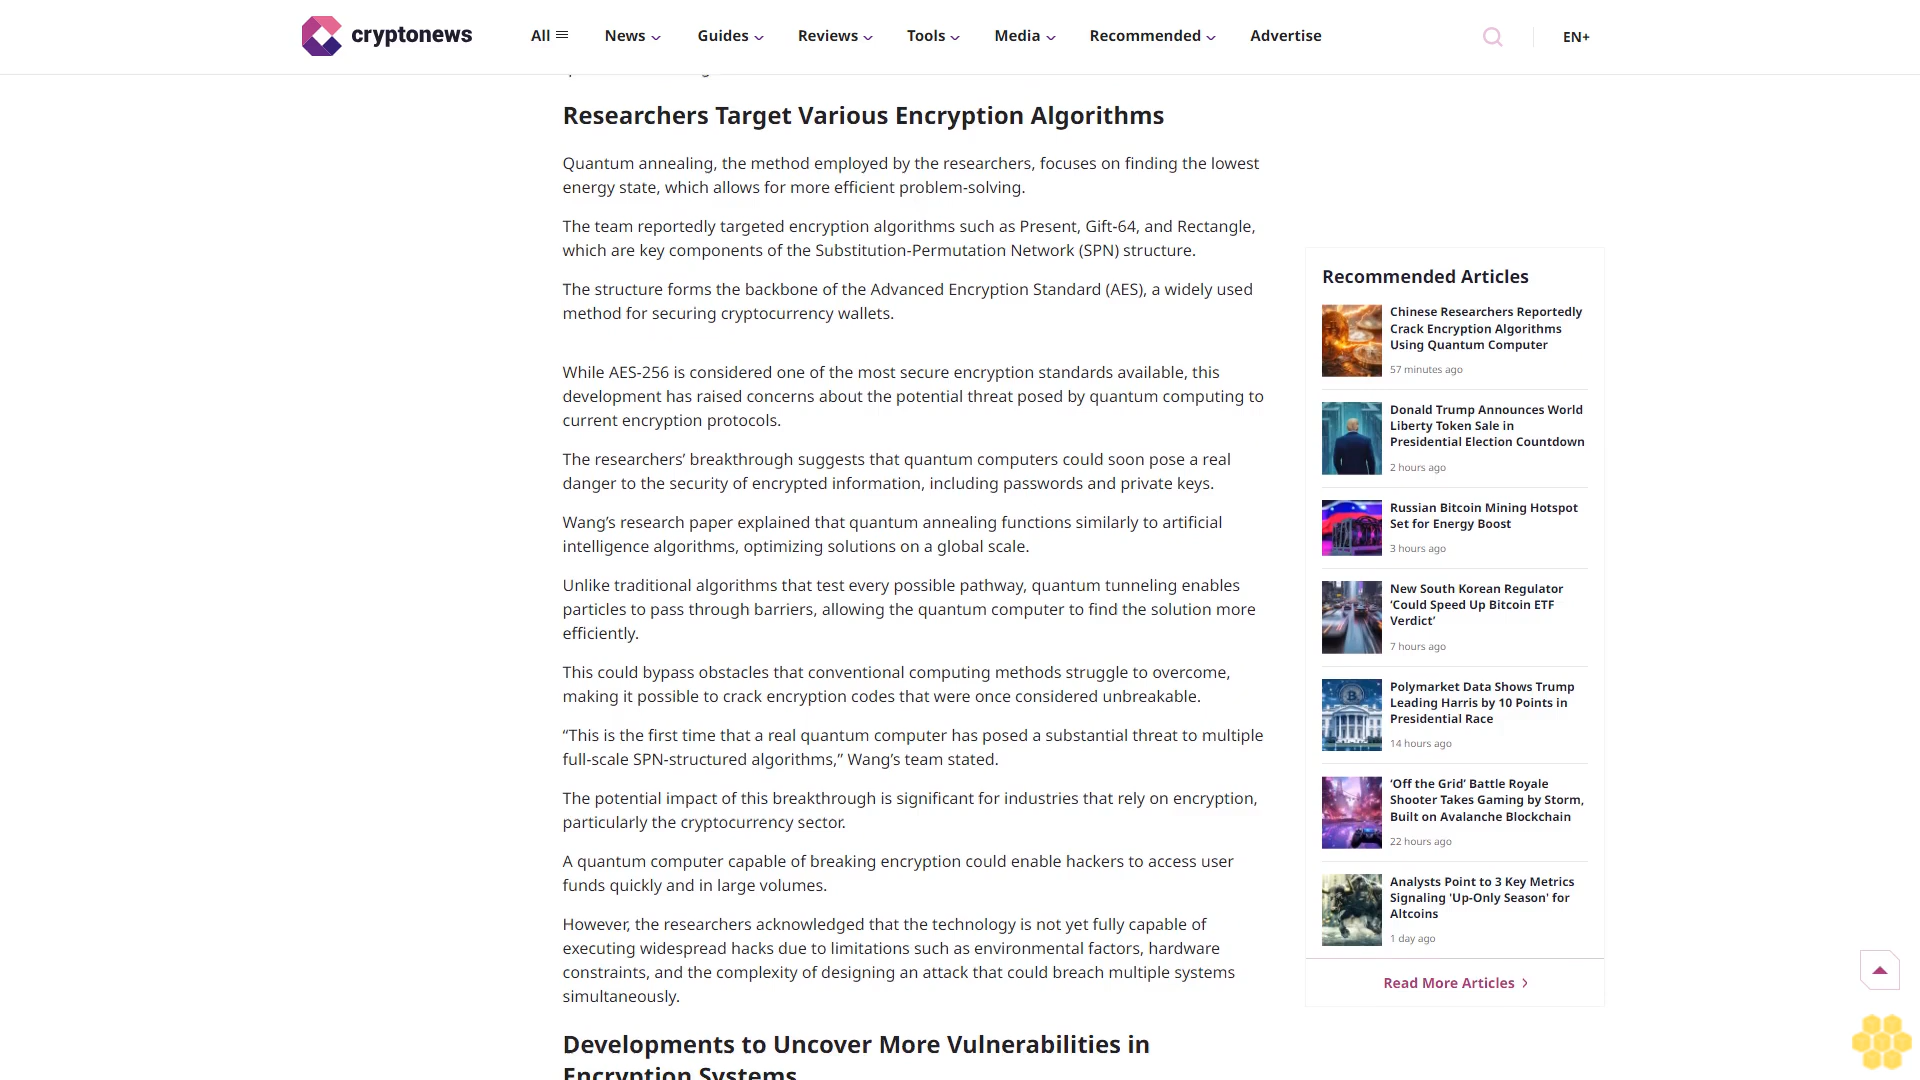 cryptonews
All
News
Guides
Reviews
Tools
Media
Recommended
Advertise
EN+
Researchers Target Various Encryption Algorithms
Quantum annealing, the method employed by the researchers, focuses on finding the lowest
energy state, which allows for more efficient problem-solving.
The team reportedly targeted encryption algorithms such as Present, Gift-64, and Rectangle,
which are key components of the Substitution-Permutation Network (SPN) structure.
The structure forms the backbone of the Advanced Encryption Standard (AES), a widely used
method for securing cryptocurrency wallets.
While AES-256 is considered one of the most secure encryption standards available, this
development has raised concerns about the potential threat posed by quantum computing to
current encryption protocols.
The researchers’ breakthrough suggests that quantum computers could soon pose a real
danger to the security of encrypted information, including passwords and private keys.
Wang’s research paper explained that quantum annealing functions similarly to artificial
intelligence algorithms, optimizing solutions on a global scale.
Unlike traditional algorithms that test every possible pathway, quantum tunneling enables
particles to pass through barriers, allowing the quantum computer to find the solution more
efficiently.
This could bypass obstacles that conventional computing methods struggle to overcome,
making it possible to crack encryption codes that were once considered unbreakable.
“This is the first time that a real quantum computer has posed a substantial threat to multiple
full-scale SPN-structured algorithms,” Wang’s team stated.
The potential impact of this breakthrough is significant for industries that rely on encryption,
particularly the cryptocurrency sector.
A quantum computer capable of breaking encryption could enable hackers to access user
funds quickly and in large volumes.
However, the researchers acknowledged that the technology is not yet fully capable of
executing widespread hacks due to limitations such as environmental factors, hardware
constraints, and the complexity of designing an attack that could breach multiple systems
simultaneously.
Developments to Uncover More Vulnerabilities in
Encryption Systems
Recommended Articles
Chinese Researchers Reportedly
Crack Encryption Algorithms
Using Quantum Computer
57 minutes ago
Donald Trump Announces World
Liberty Token Sale in
Presidential Election Countdown
2 hours ago
Russian Bitcoin Mining Hotspot
Set for Energy Boost
3 hours ago
New South Korean Regulator
‘Could Speed Up Bitcoin ETF
Verdict’
7 hours ago
Polymarket Data Shows Trump
Leading Harris by 10 Points in
Presidential Race
14 hours ago
‘Off the Grid’ Battle Royale
Shooter Takes Gaming by Storm,
Built on Avalanche Blockchain
22 hours ago
Analysts Point to 3 Key Metrics
Signaling 'Up-Only Season' for
Altcoins
1 day ago
Read More Articles